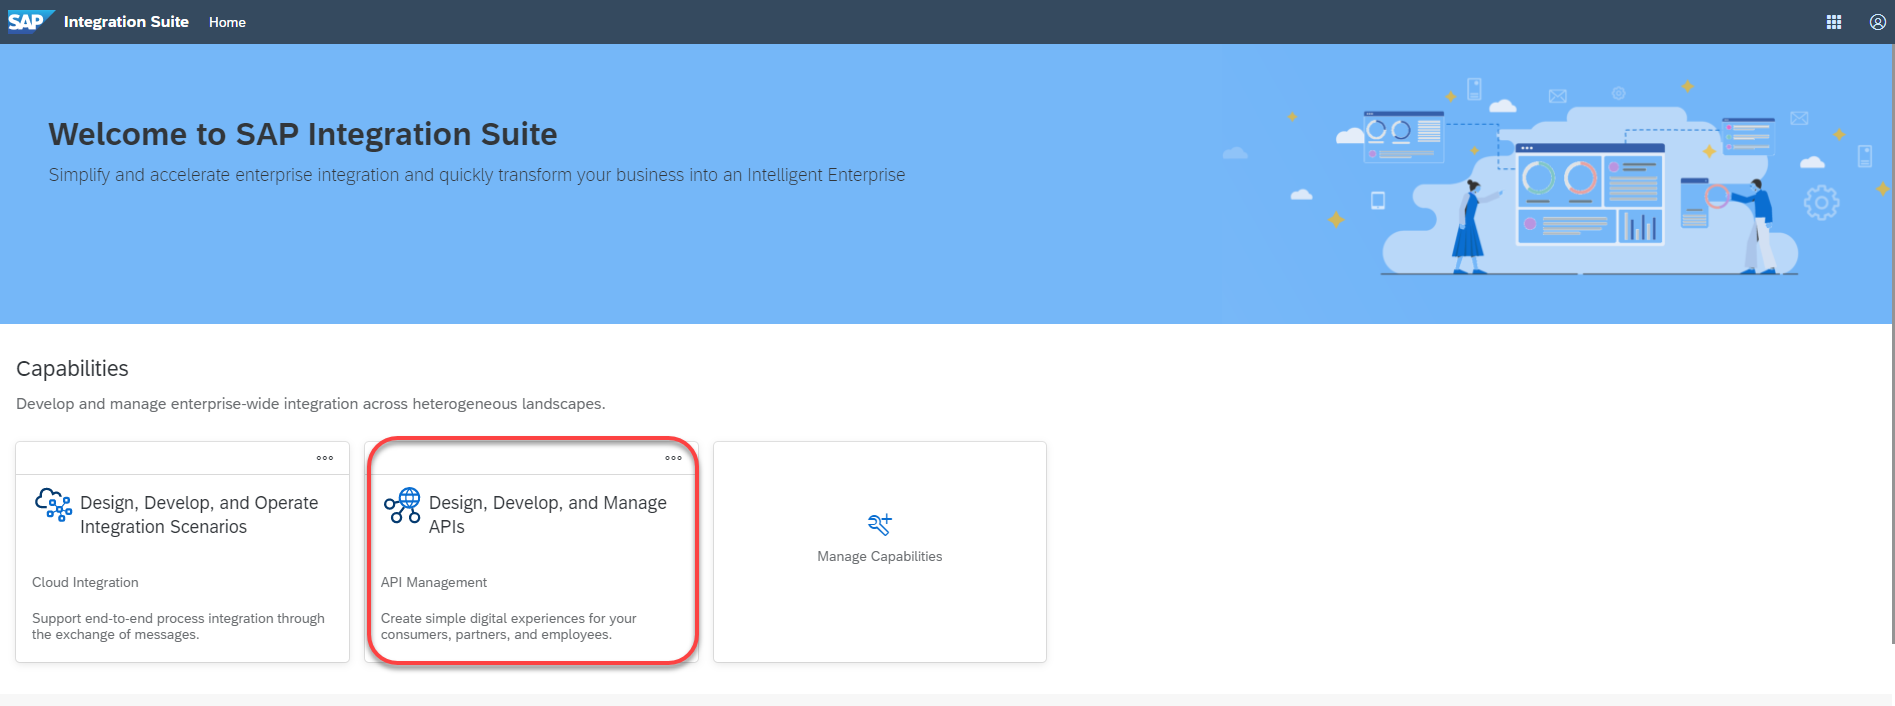 SAP Integration Suite Home
Welcome to SAP Integration Suite
Simplify and accelerate enterprise integration and quickly transform your business into an Intelligent Enterprise
Capabilities
Develop and manage enterprise-wide integration across heterogeneous landscapes.
Design, Develop, and Operate
Integration Scenarios
Cloud Integration
Support end-to-end process integration through
the exchange of messages.
Design, Develop, and Manage
APIs
API Management
Create simple digital experiences for your
consumers, partners, and employees.
Manage Capabilities